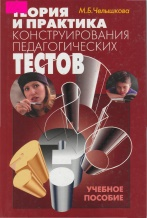 М.Б.Челышкова
ТЕОРИЯ
И ПРАКТИКА
КОНСТРУИРОВАНИЯ
ПЕДАГОГИЧЕСКИХ
ТЕСТОВ
УЧЕБНОЕ
ПОСОБИЕ